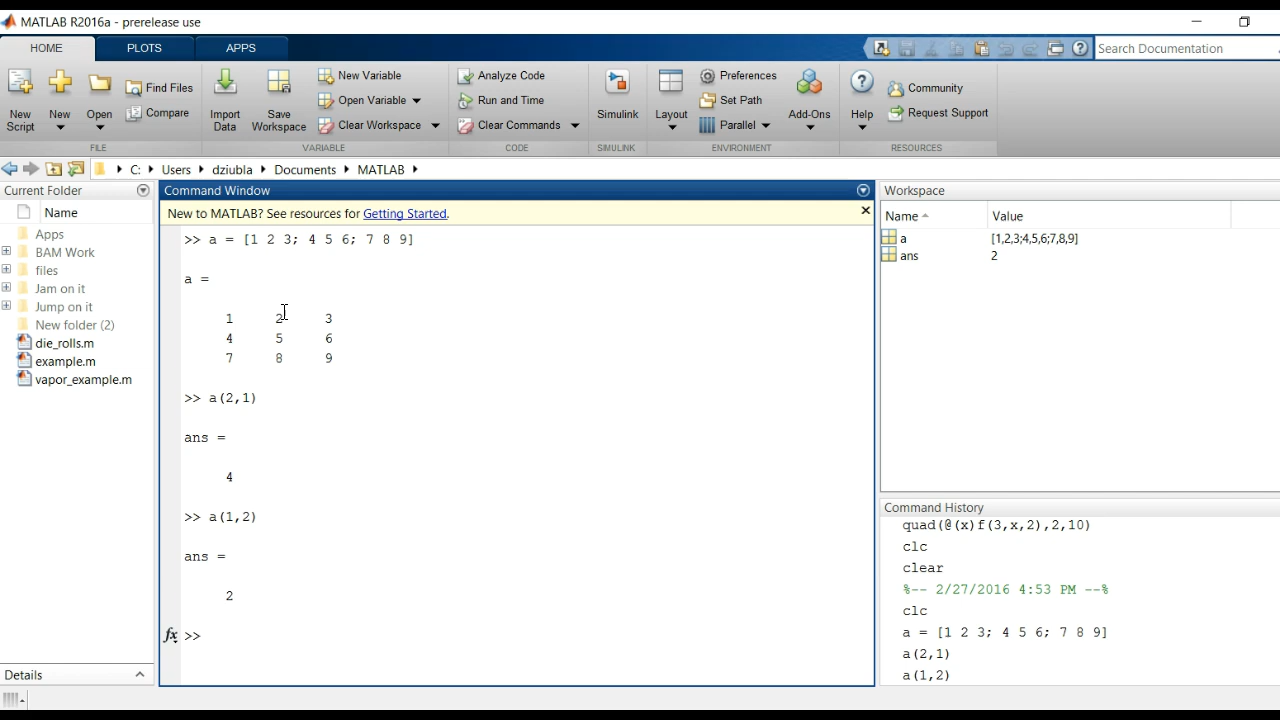 MATLAB R2016a - prerelease use
HOME PLOTS APPS
Search Documentation
New Script
New
Open
Find Files
Compare
FILE
Import Data
Save Workspace
New Variable
Open Variable
Clear Workspace
VARIABLE
Analyze Code
Run and Time
Clear Commands
CODE
Simulink
SIMULINK
Layout
Preferences
Set Path
Parallel
Add-Ons
ENVIRONMENT
Help
Community
Request Support
RESOURCES
C: Users dziubla Documents MATLAB
Current Folder
Name
Apps
BAM Work
files
Jam on it
Jump on it
New folder (2)
die_rolls.m
example.m
vapor_example.m
Details
Command Window
New to MATLAB? See resources for Getting Started.
>> a = [1 2 3; 4 5 6; 7 8 9]
a =
1 2 3
4 5 6
7 8 9
>> a(2,1)
ans =
4
>> a(1,2)
ans =
2
fx >>
Workspace
Name Value
a [1,2,3;4,5,6;7,8,9]
ans 2
Command History
quad(@(x)f(3,x,2),2,10)
clc
clear
%-- 2/27/2016 4:53 PM --%
clc
a = [1 2 3; 4 5 6; 7 8 9]
a(2,1)
a(1,2)